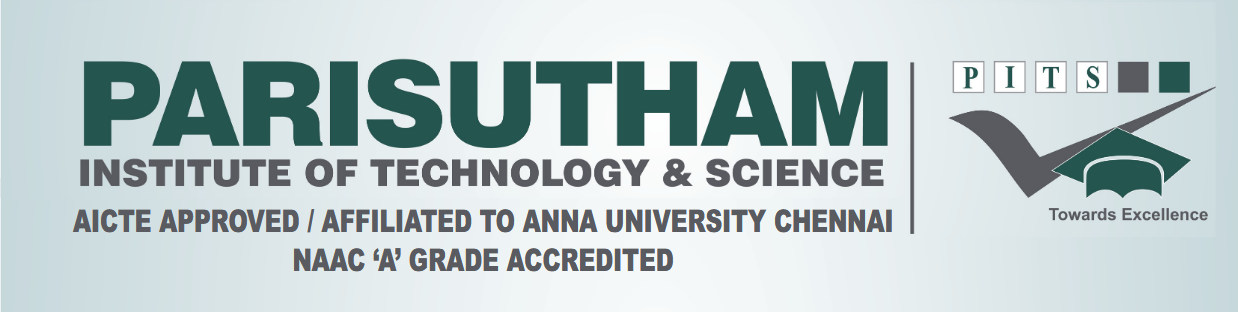 PARISUTHAM
INSTITUTE OF TECHNOLOGY & SCIENCE
AICTE APPROVED / AFFILIATED TO ANNA UNIVERSITY CHENNAI
NAAC ‘A’ GRADE ACCREDITED
PITS
Towards Excellence